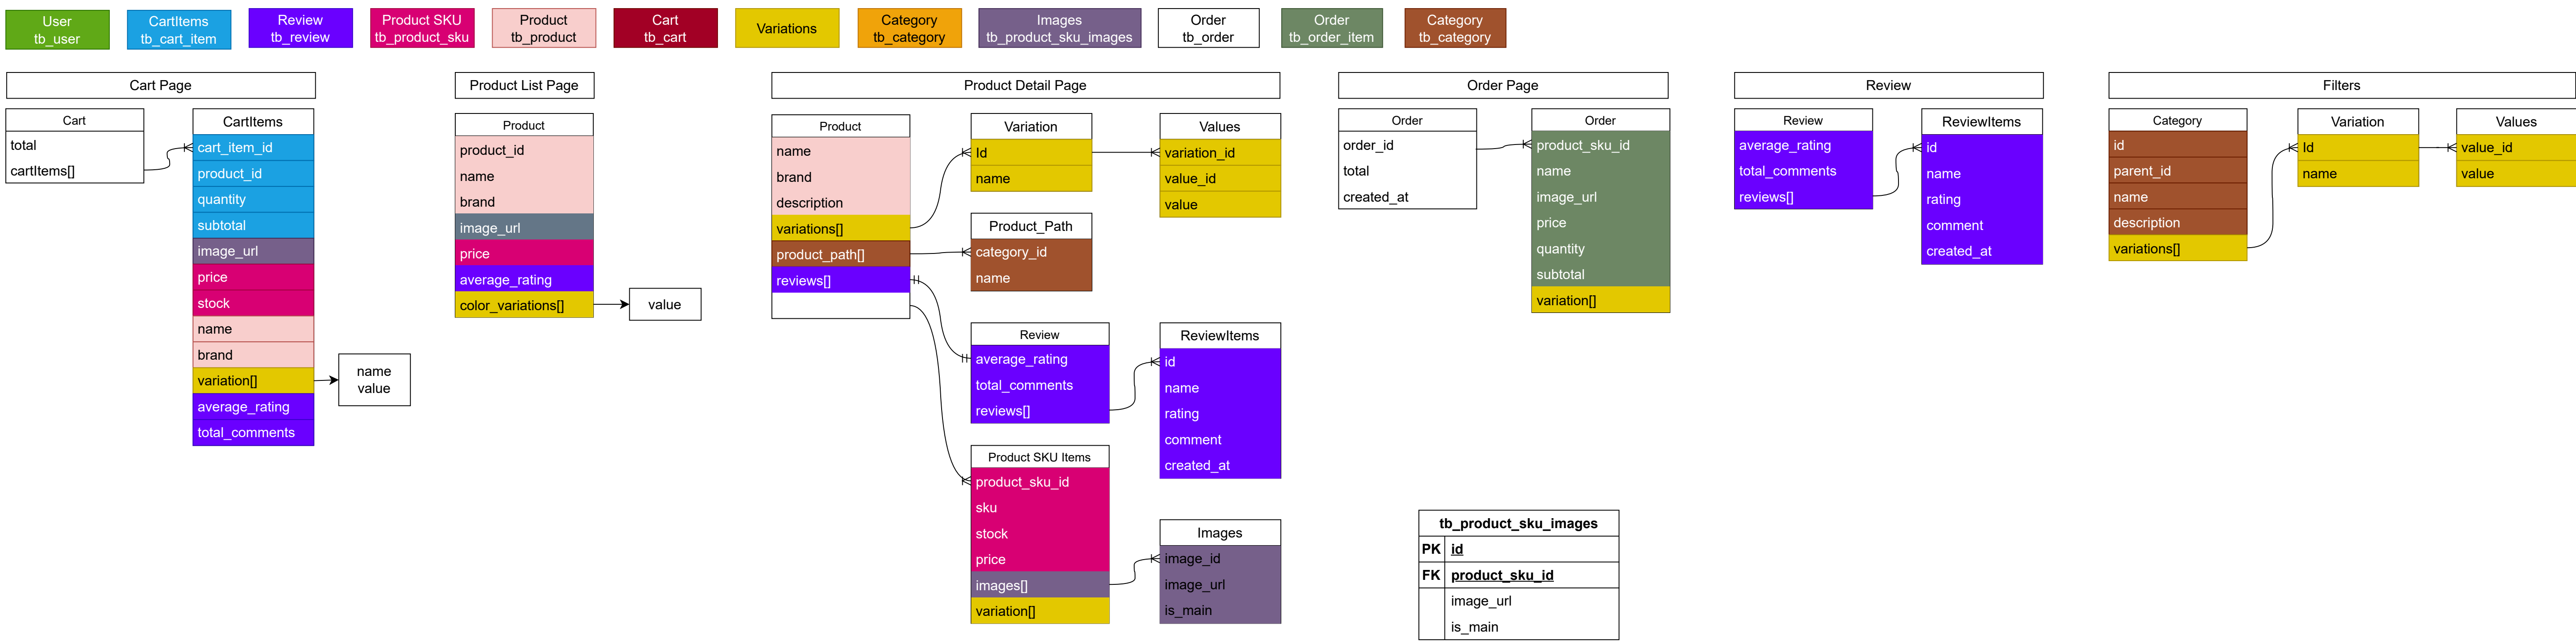 User
tb_user
CartItems
tb_cart_item
Review
tb_review
Product SKU
tb_product_sku
Product
tb_product
Cart
tb_cart
Variations
Category
tb_category
Images
tb_product_sku_images
Order
tb_order
Order
tb_order_item
Category
tb_category
Cart Page
Cart
total
cartItems[]
CartItems
cart_item_id
product_id
quantity
subtotal
image_url
price
stock
name
brand
variation[]
average_rating
total_comments
name
value
Product List Page
Product
product_id
name
brand
image_url
price
average_rating
color_variations[]
value
Product Detail Page
Product
name
brand
description
variations[]
product_path[]
reviews[]
Variation
Id
name
Values
variation_id
value_id
value
Product_Path
category_id
name
Review
average_rating
total_comments
reviews[]
ReviewItems
id
name
rating
comment
created_at
Product SKU Items
product_sku_id
sku
stock
price
images[]
variation[]
Images
image_id
image_url
is_main
Order Page
Order
order_id
total
created_at
Order
product_sku_id
name
image_url
price
quantity
subtotal
variation[]
tb_product_sku_images
PK id
FK product_sku_id
image_url
is_main
Review
Review
average_rating
total_comments
reviews[]
ReviewItems
id
name
rating
comment
created_at
Filters
Category
id
parent_id
name
description
variations[]
Variation
Id
name
Values
value_id
value